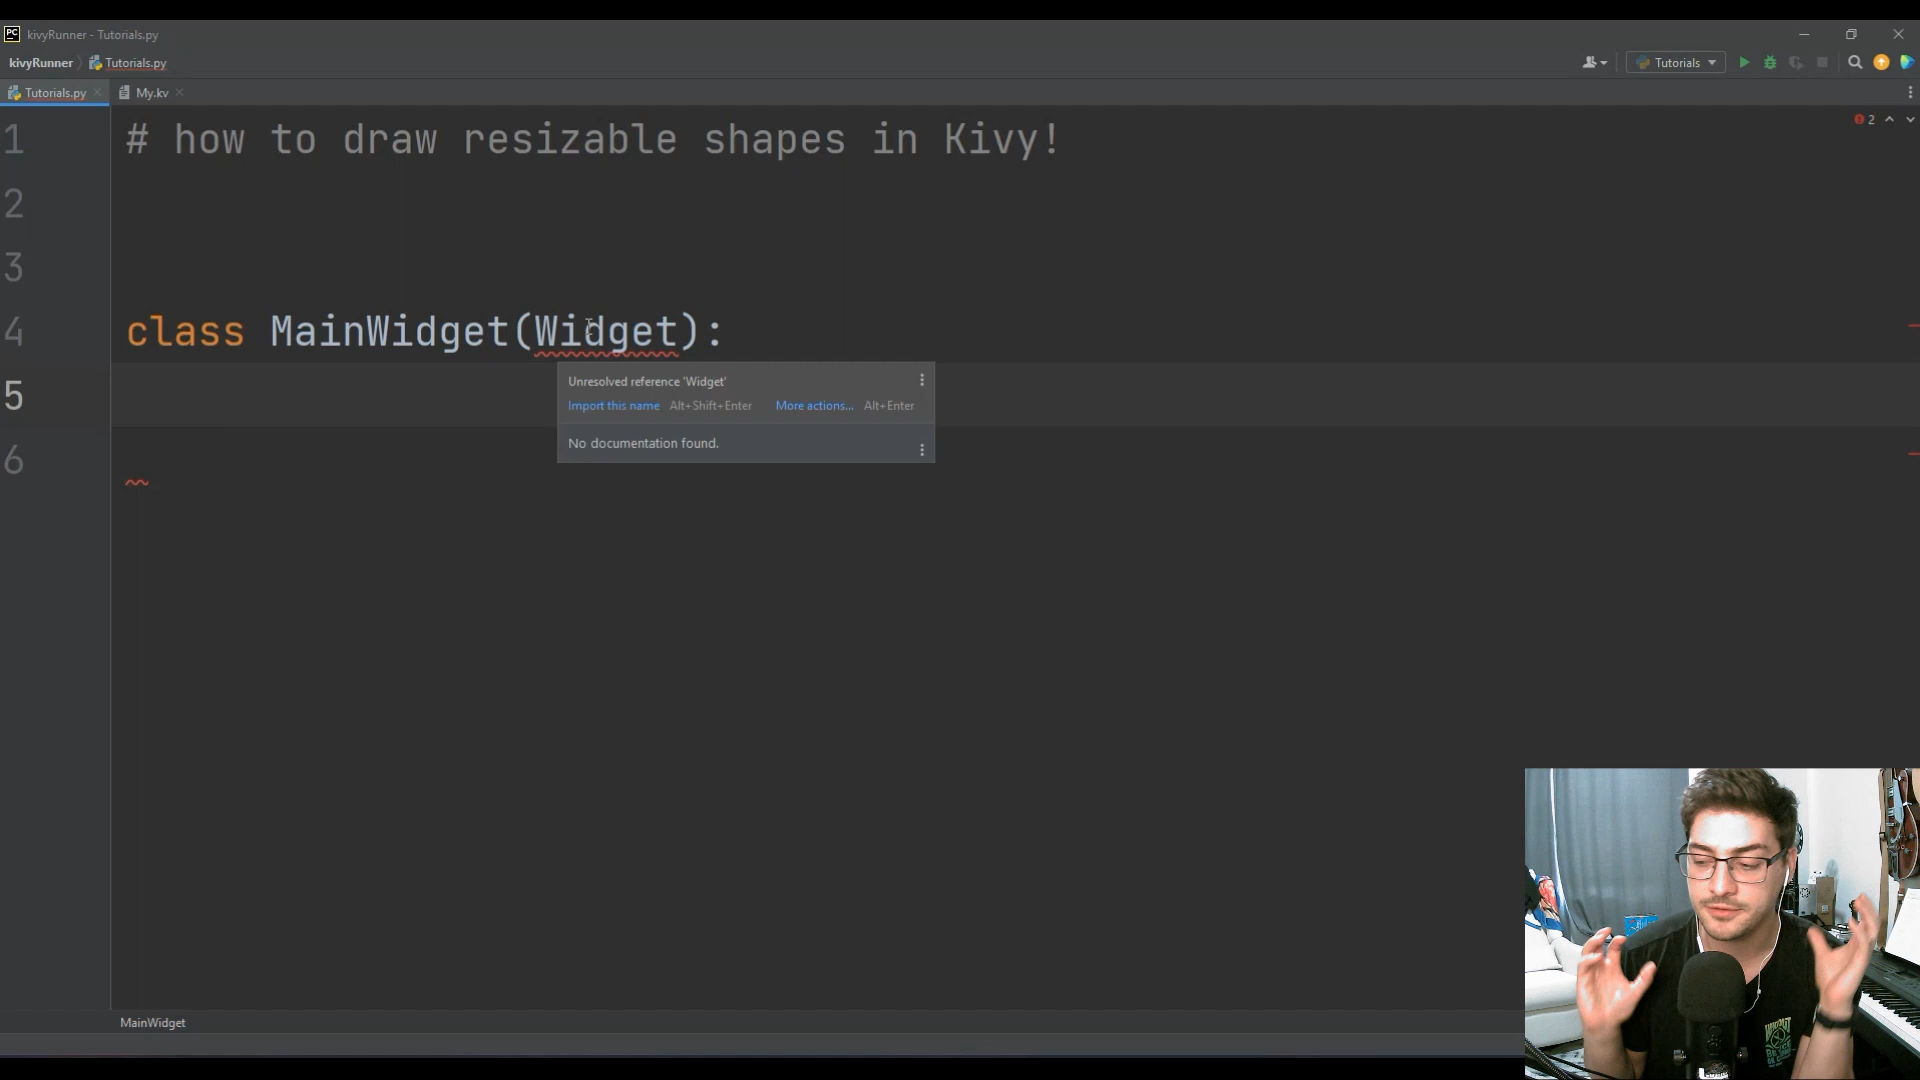 kivyRunner - Tutorials.py
kivyRunner Tutorials.py
Tutorials
Tutorials.py My.kv
1 # how to draw resizable shapes in Kivy!
2
2
3
4 class MainWidget(Widget):
5
Unresolved reference 'Widget'
Import this name Alt+Shift+Enter More actions... Alt+Enter
No documentation found.
6
MainWidget